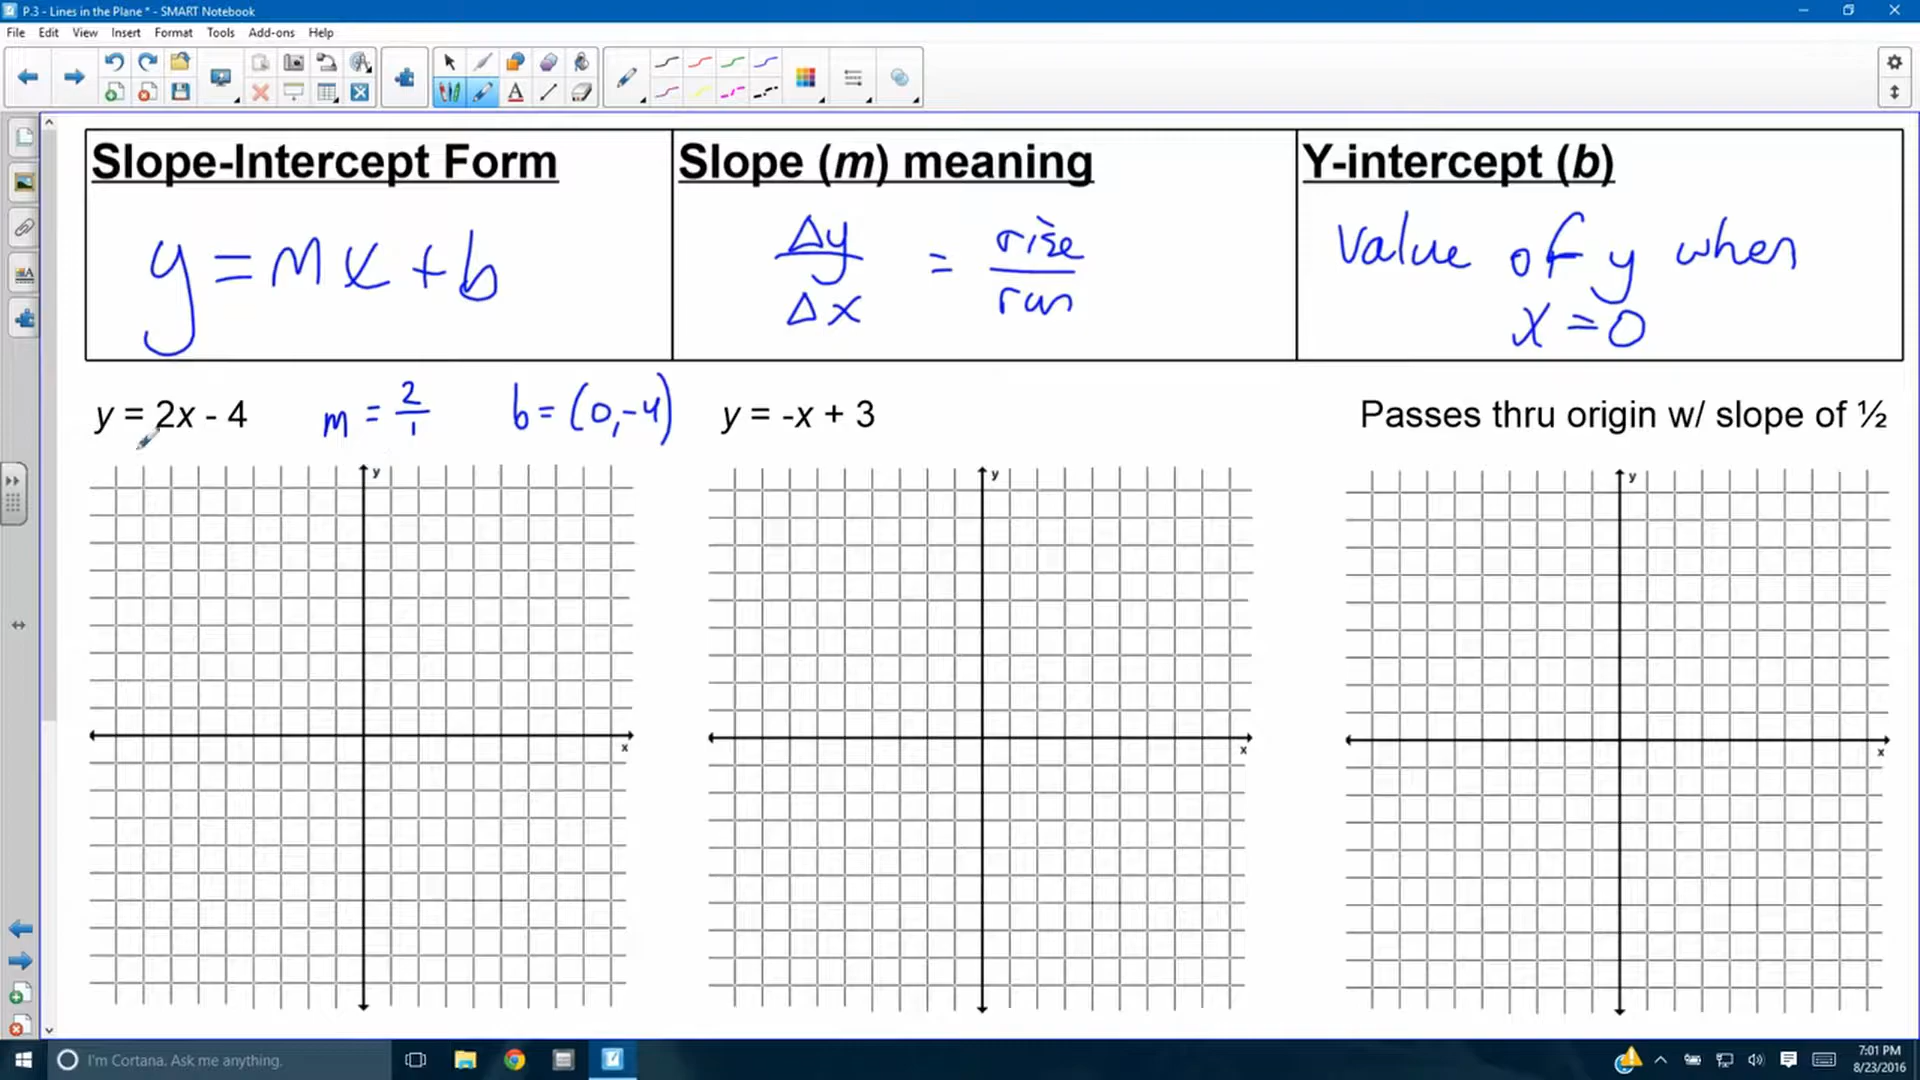 P.3 - Lines in the Plane * - SMART Notebook
File Edit View Insert Format Tools Add-ons Help
Slope-Intercept Form
y = mx + b
Slope (m) meaning
Δy/Δx = rise/run
Y-intercept (b)
Value of y when
x = 0
y = 2x - 4 m = 2/1 b = (0, -4)
y = -x + 3
Passes thru origin w/ slope of ½
y
y
y
x
x
x
I'm Cortana. Ask me anything.
7:01 PM
8/23/2016